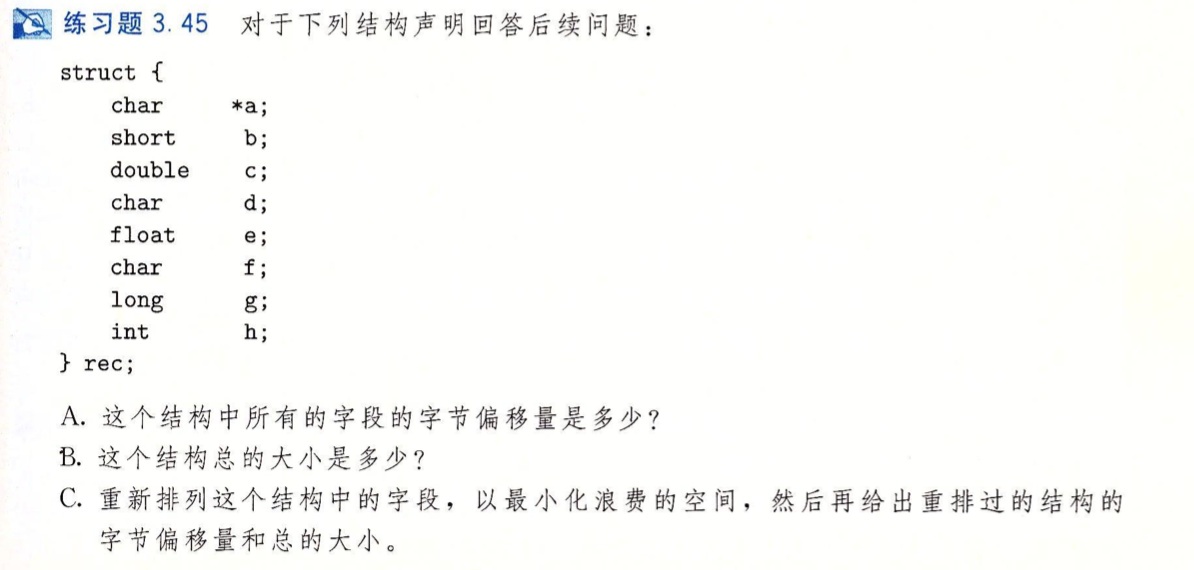 练习题 3.45 对于下列结构声明回答后续问题：
struct {
char *a;
short b;
double c;
char d;
float e;
char f;
long g;
int h;
} rec;
A. 这个结构中所有的字段的字节偏移量是多少？
B. 这个结构总的大小是多少？
C. 重新排列这个结构中的字段，以最小化浪费的空间，然后再给出重排过的结构的
字节偏移量和总的大小。